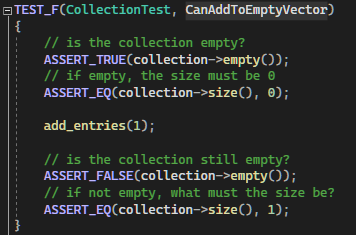 TEST_F(CollectionTest, CanAddToEmptyVector)
{
    // is the collection empty?
    ASSERT_TRUE(collection->empty());
    // if empty, the size must be 0
    ASSERT_EQ(collection->size(), 0);

    add_entries(1);

    // is the collection still empty?
    ASSERT_FALSE(collection->empty());
    // if not empty, what must the size be?
    ASSERT_EQ(collection->size(), 1);
}